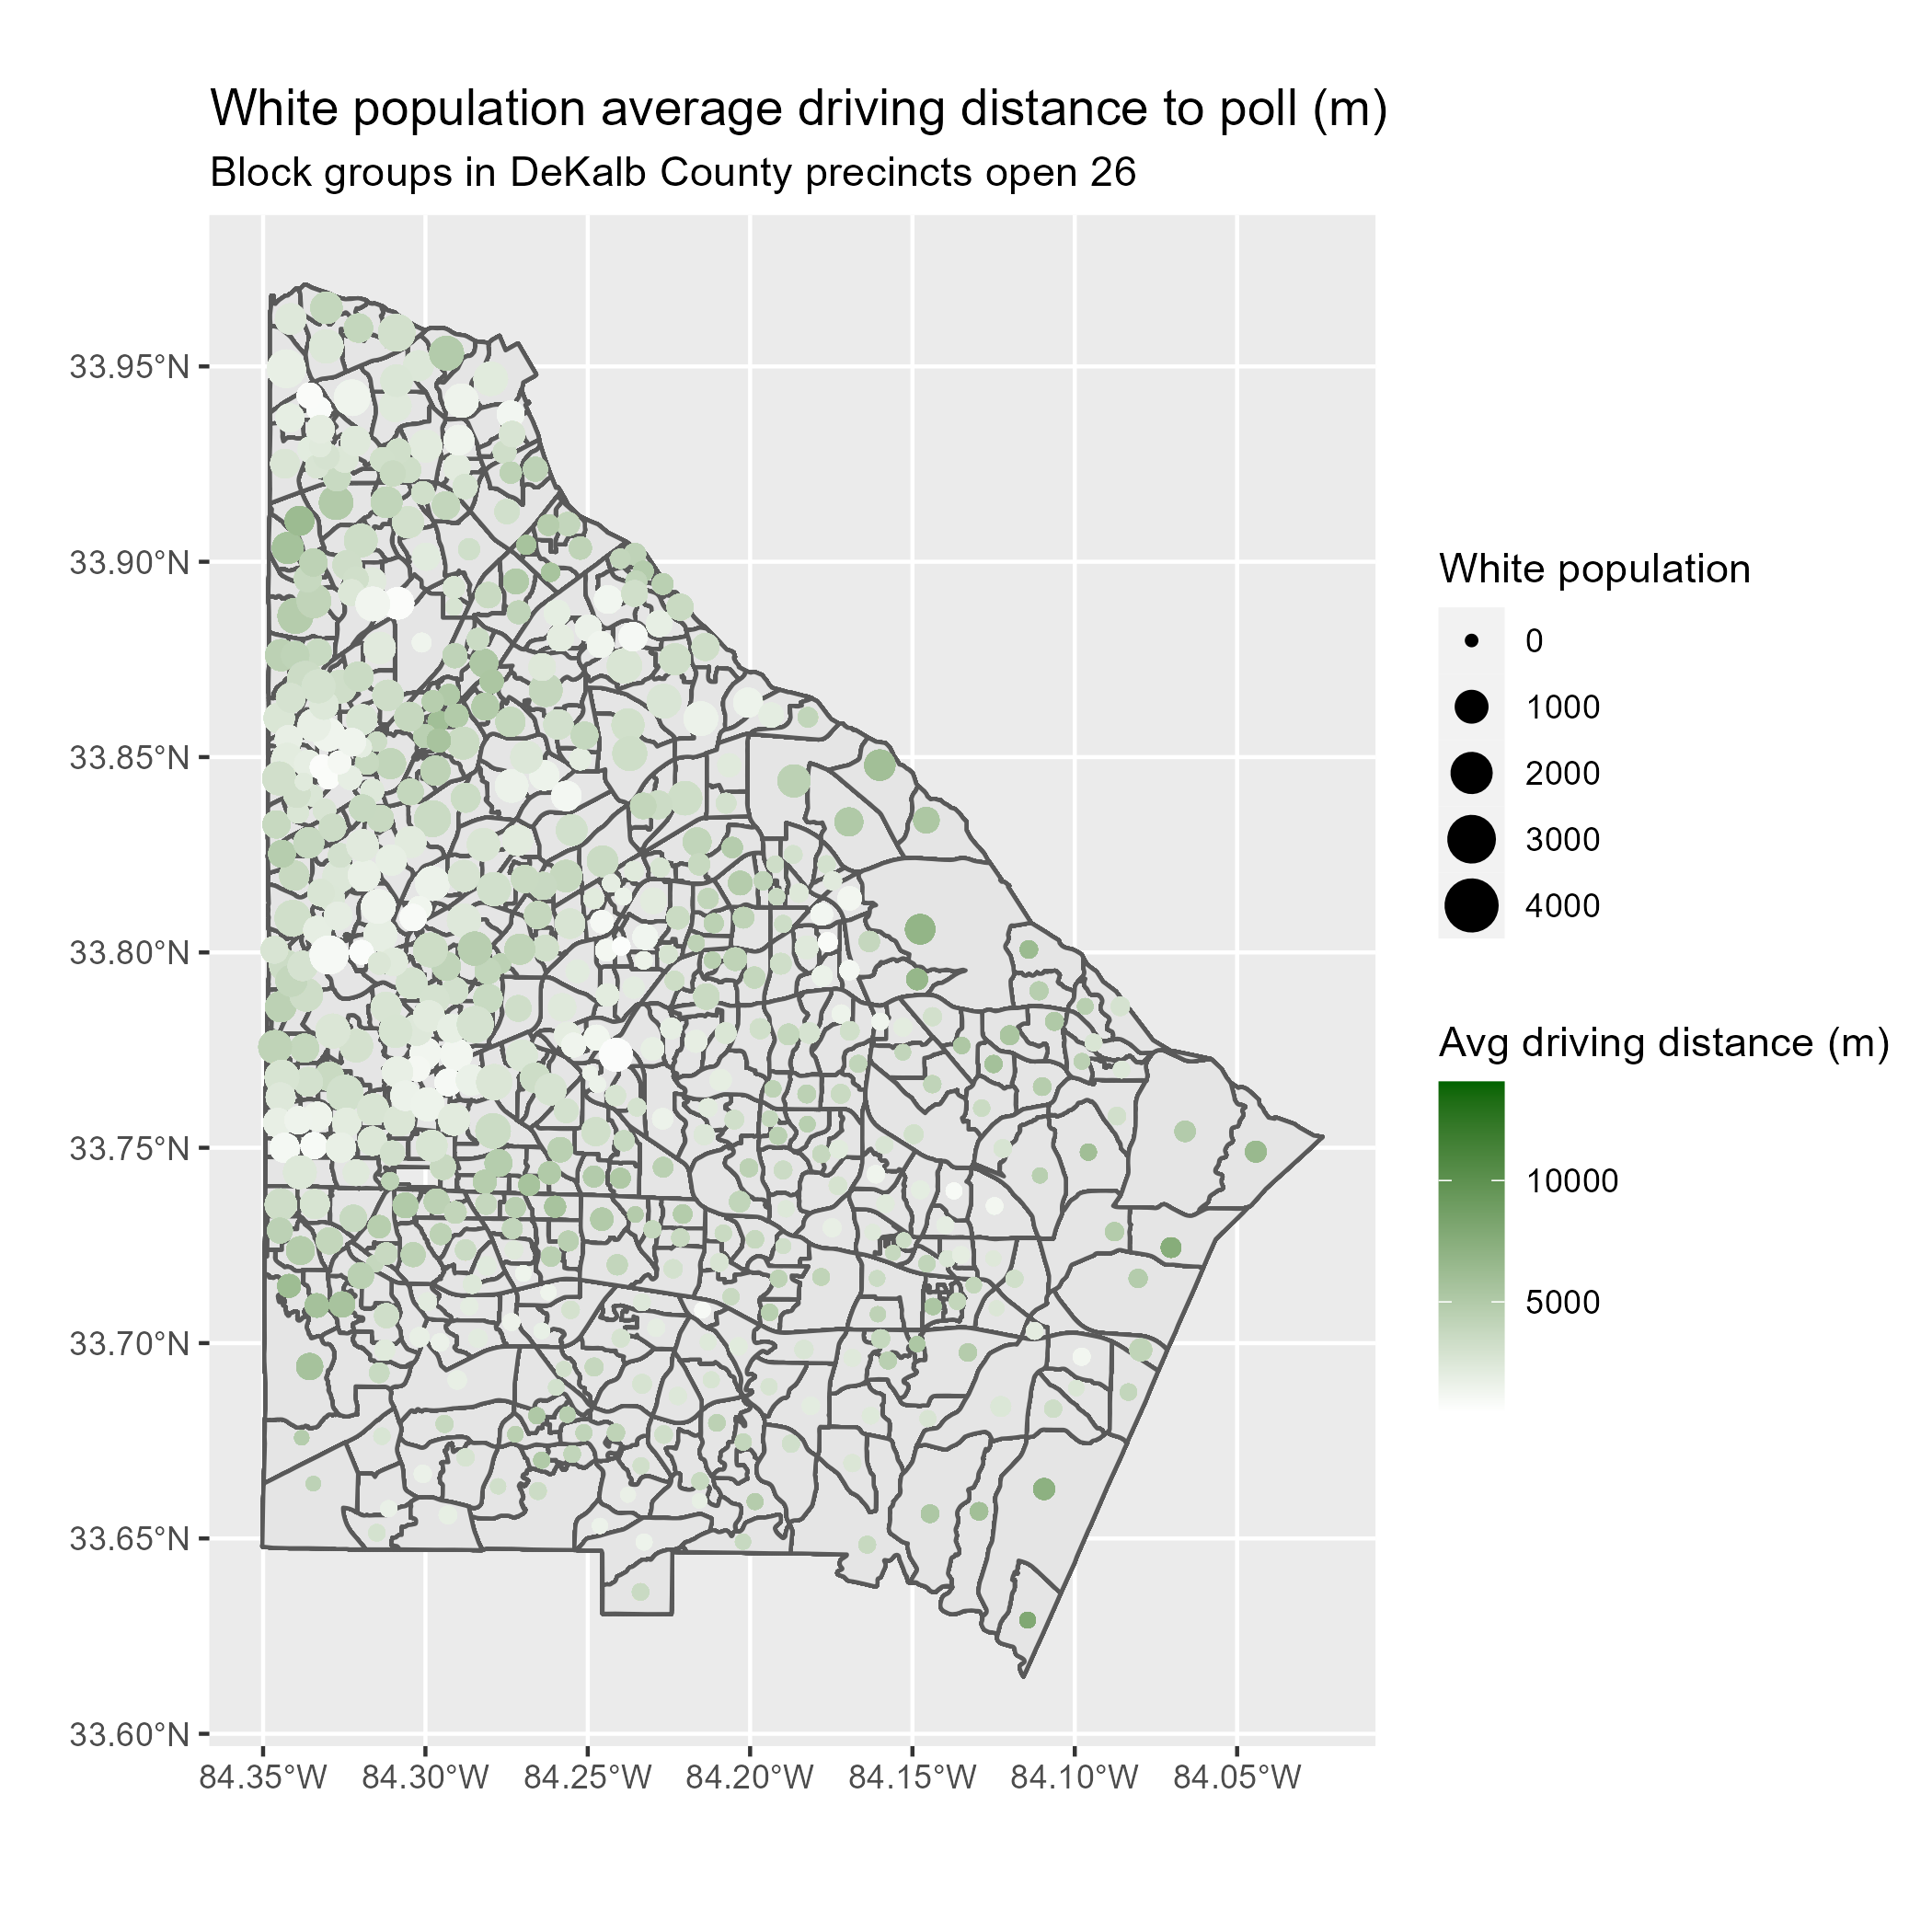 White population average driving distance to poll (m)
Block groups in DeKalb County precincts open 26
33.95°N
33.90°N
33.85°N
33.80°N
33.75°N
33.70°N
33.65°N
33.60°N
84.35°W 84.30°W 84.25°W 84.20°W 84.15°W 84.10°W 84.05°W
White population
0
1000
2000
3000
4000
Avg driving distance (m)
10000
5000